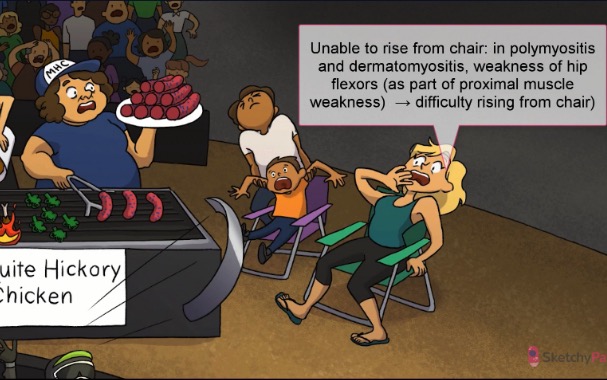 Unable to rise from chair: in polymyositis
and dermatomyositis, weakness of hip
flexors (as part of proximal muscle
weakness) → difficulty rising from chair)
MHC
uite Hickory
Chicken
Sketchy